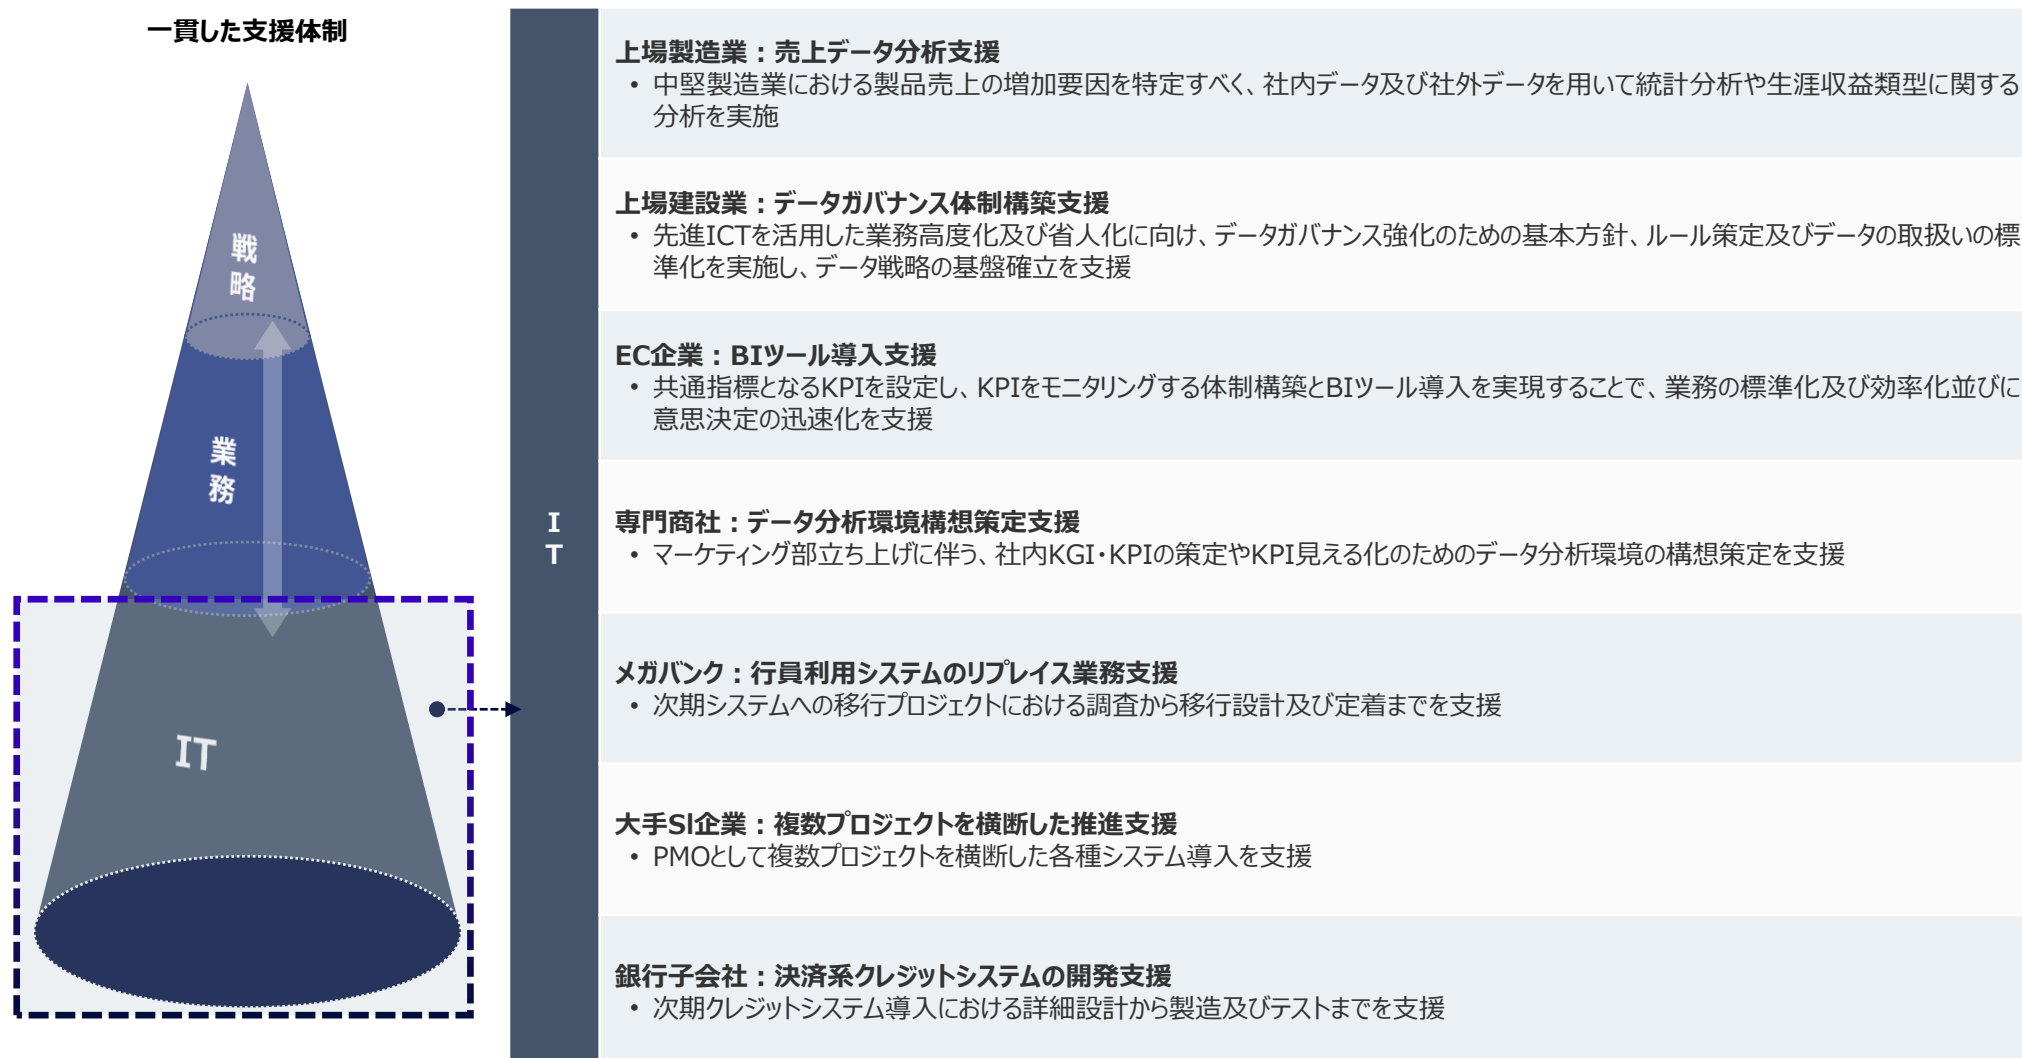 一貫した支援体制
戦略
業務
IT
IT
上場製造業：売上データ分析支援
• 中堅製造業における製品売上の増加要因を特定すべく、社内データ及び社外データを用いて統計分析や生涯収益類型に関する
分析を実施
上場建設業：データガバナンス体制構築支援
• 先進ICTを活用した業務高度化及び省人化に向け、データガバナンス強化のための基本方針、ルール策定及びデータの取扱いの標
準化を実施し、データ戦略の基盤確立を支援
EC企業：BIツール導入支援
• 共通指標となるKPIを設定し、KPIをモニタリングする体制構築とBIツール導入を実現することで、業務の標準化及び効率化並びに
意思決定の迅速化を支援
専門商社：データ分析環境構想策定支援
• マーケティング部立ち上げに伴う、社内KGI・KPIの策定やKPI見える化のためのデータ分析環境の構想策定を支援
メガバンク：行員利用システムのリプレイス業務支援
• 次期システムへの移行プロジェクトにおける調査から移行設計及び定着までを支援
大手SI企業：複数プロジェクトを横断した推進支援
• PMOとして複数プロジェクトを横断した各種システム導入を支援
銀行子会社：決済系クレジットシステムの開発支援
• 次期クレジットシステム導入における詳細設計から製造及びテストまでを支援